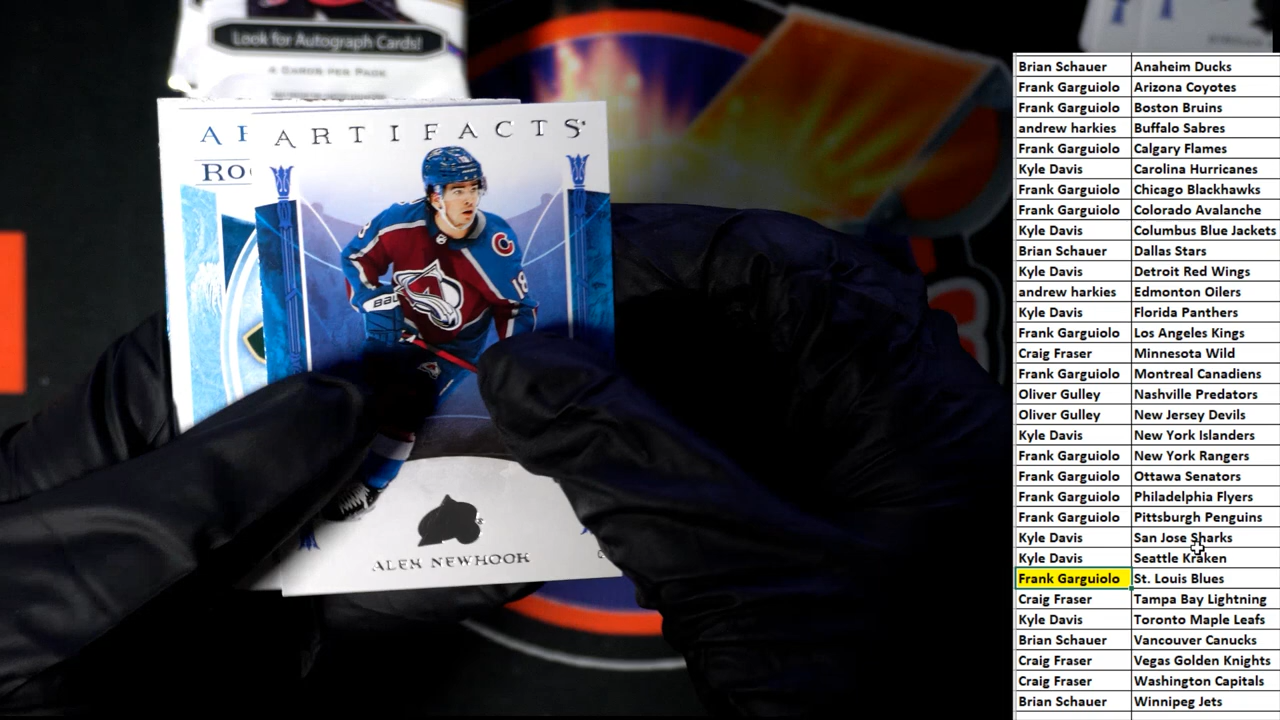 Look for Autograph Cards!
4 CARDS PER PACK
AR
ARTIFACTS
RO
18
ALEX NEWHOOK
Brian Schauer Anaheim Ducks
Frank Garguiolo Arizona Coyotes
Frank Garguiolo Boston Bruins
andrew harkies Buffalo Sabres
Frank Garguiolo Calgary Flames
Kyle Davis Carolina Hurricanes
Frank Garguiolo Chicago Blackhawks
Frank Garguiolo Colorado Avalanche
Kyle Davis Columbus Blue Jackets
Brian Schauer Dallas Stars
Kyle Davis Detroit Red Wings
andrew harkies Edmonton Oilers
Kyle Davis Florida Panthers
Frank Garguiolo Los Angeles Kings
Craig Fraser Minnesota Wild
Frank Garguiolo Montreal Canadiens
Oliver Gulley Nashville Predators
Oliver Gulley New Jersey Devils
Kyle Davis New York Islanders
Frank Garguiolo New York Rangers
Frank Garguiolo Ottawa Senators
Frank Garguiolo Philadelphia Flyers
Frank Garguiolo Pittsburgh Penguins
Kyle Davis San Jose Sharks
Kyle Davis Seattle Kraken
Frank Garguiolo St. Louis Blues
Craig Fraser Tampa Bay Lightning
Kyle Davis Toronto Maple Leafs
Brian Schauer Vancouver Canucks
Craig Fraser Vegas Golden Knights
Craig Fraser Washington Capitals
Brian Schauer Winnipeg Jets